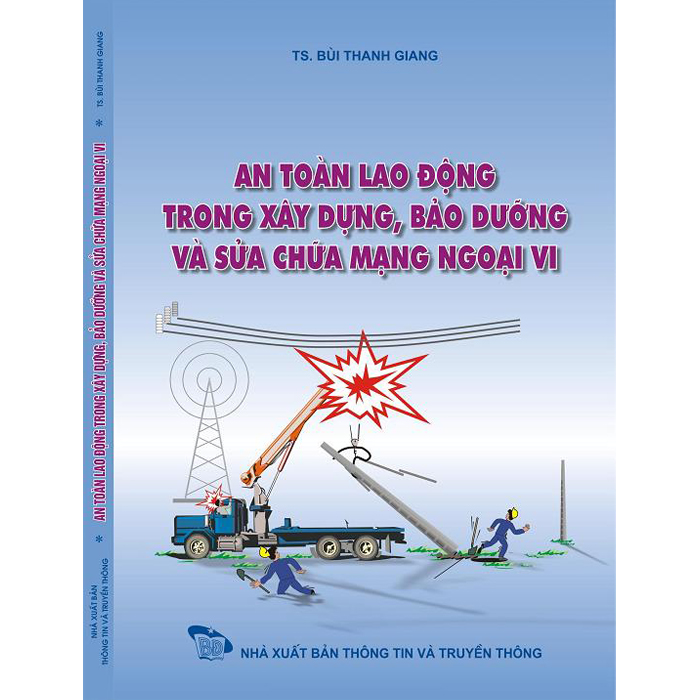 TS. BÙI THANH GIANG
AN TOÀN LAO ĐỘNG
TRONG XÂY DỰNG, BẢO DƯỠNG
VÀ SỬA CHỮA MẠNG NGOẠI VI
BĐ
NHÀ XUẤT BẢN THÔNG TIN VÀ TRUYỀN THÔNG
TS. BÙI THANH GIANG
*
AN TOÀN LAO ĐỘNG TRONG XÂY DỰNG, BẢO DƯỠNG VÀ SỬA CHỮA MẠNG NGOẠI VI
*
NHÀ XUẤT BẢN
THÔNG TIN VÀ TRUYỀN THÔNG